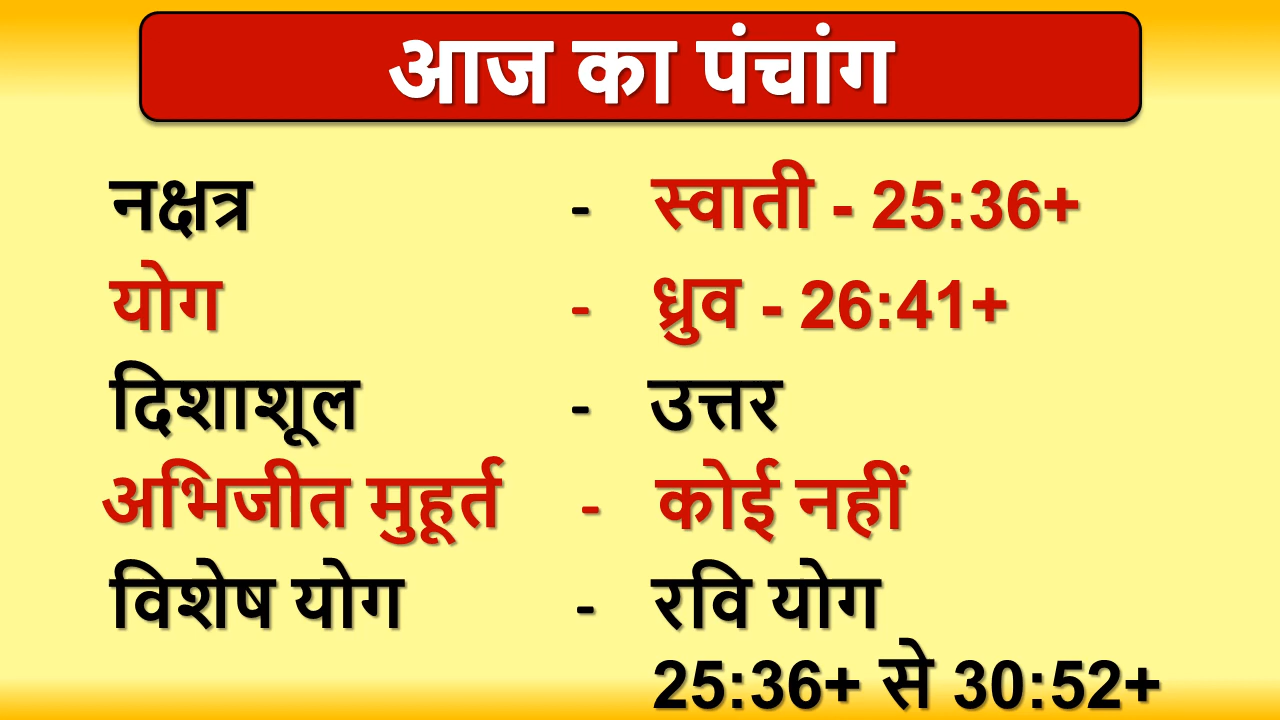 आज का पंचांग
नक्षत्र - स्वाती - 25:36+
योग - ध्रुव - 26:41+
दिशाशूल - उत्तर
अभिजीत मुहूर्त - कोई नहीं
विशेष योग - रवि योग
25:36+ से 30:52+